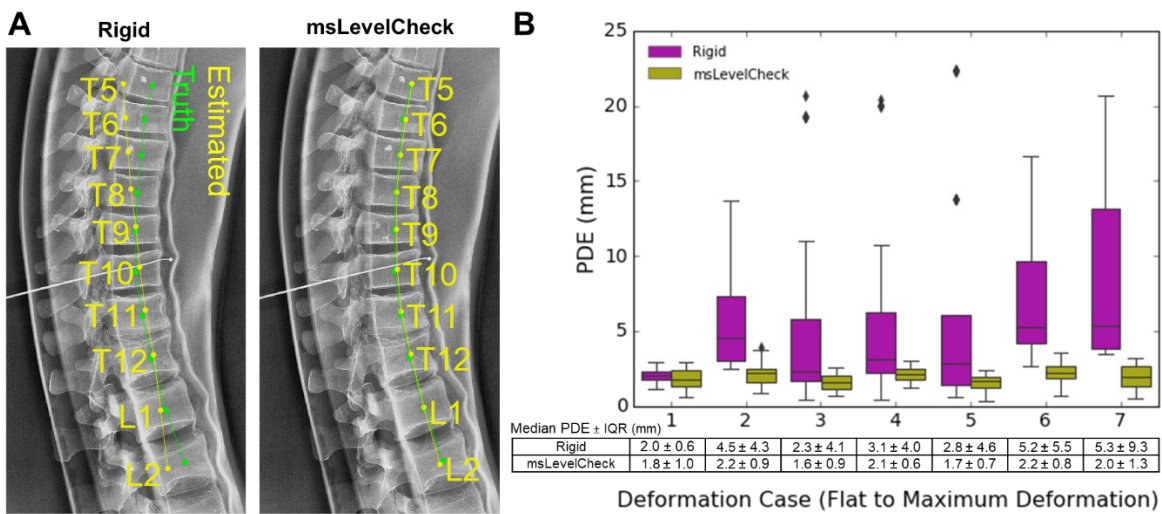 A
Rigid
msLevelCheck
Estimated
Truth
T5
T6
T7
T8
T9
T10
T11
T12
L1
L2
T5
T6
T7
T8
T9
T10
T11
T12
L1
L2
B
PDE (mm)
25
20
15
10
5
0
Rigid
msLevelCheck
1 2 3 4 5 6 7
Median PDE ± IQR (mm)
Rigid 2.0 ± 0.6 4.5 ± 4.3 2.3 ± 4.1 3.1 ± 4.0 2.8 ± 4.6 5.2 ± 5.5 5.3 ± 9.3
msLevelCheck 1.8 ± 1.0 2.2 ± 0.9 1.6 ± 0.9 2.1 ± 0.6 1.7 ± 0.7 2.2 ± 0.8 2.0 ± 1.3
Deformation Case (Flat to Maximum Deformation)